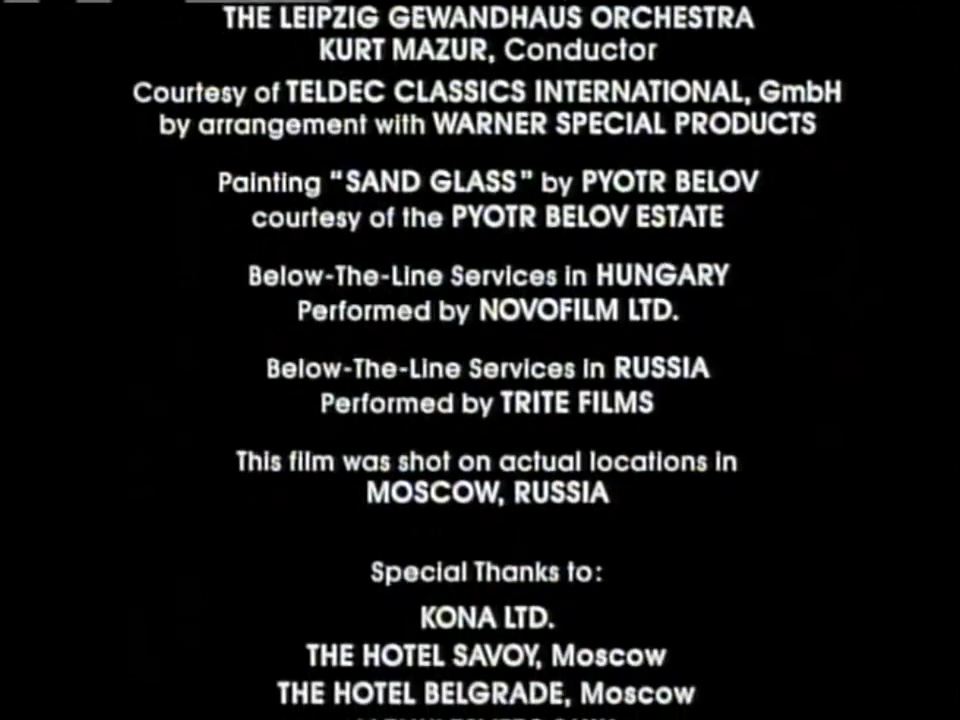 THE LEIPZIG GEWANDHAUS ORCHESTRA
KURT MAZUR, Conductor
Courtesy of TELDEC CLASSICS INTERNATIONAL, GmbH
by arrangement with WARNER SPECIAL PRODUCTS
Painting "SAND GLASS" by PYOTR BELOV
courtesy of the PYOTR BELOV ESTATE
Below-The-Line Services in HUNGARY
Performed by NOVOFILM LTD.
Below-The-Line Services in RUSSIA
Performed by TRITE FILMS
This film was shot on actual locations in
MOSCOW, RUSSIA
Special Thanks to:
KONA LTD.
THE HOTEL SAVOY, Moscow
THE HOTEL BELGRADE, Moscow